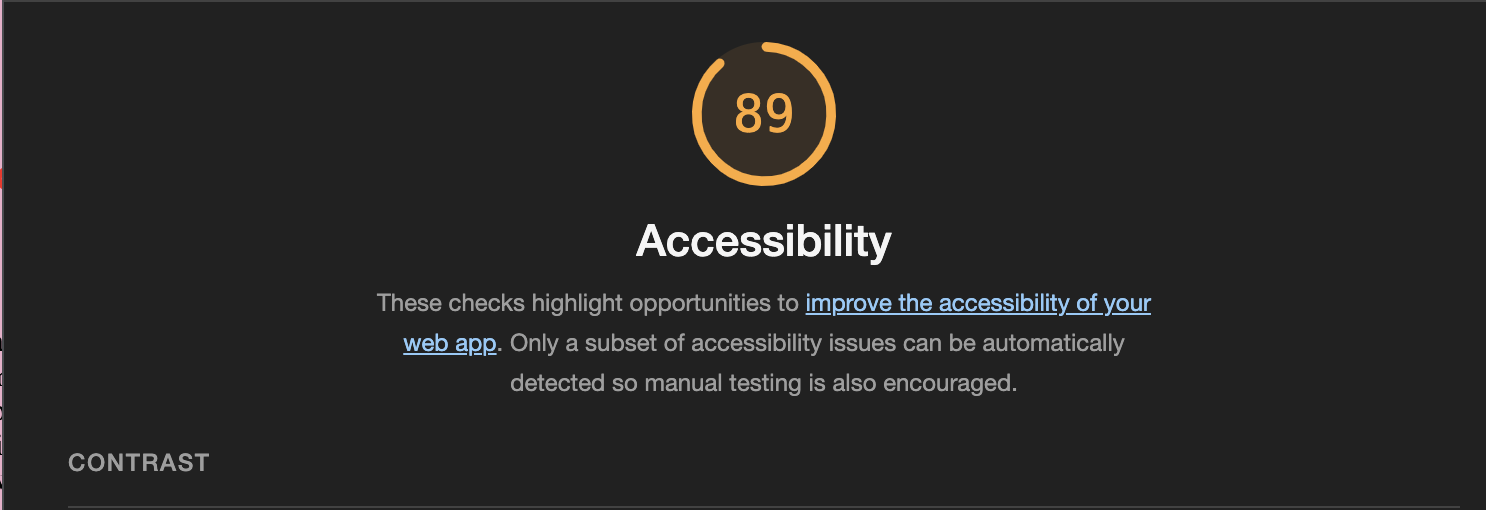 89
Accessibility
These checks highlight opportunities to improve the accessibility of your
web app. Only a subset of accessibility issues can be automatically
detected so manual testing is also encouraged.
CONTRAST